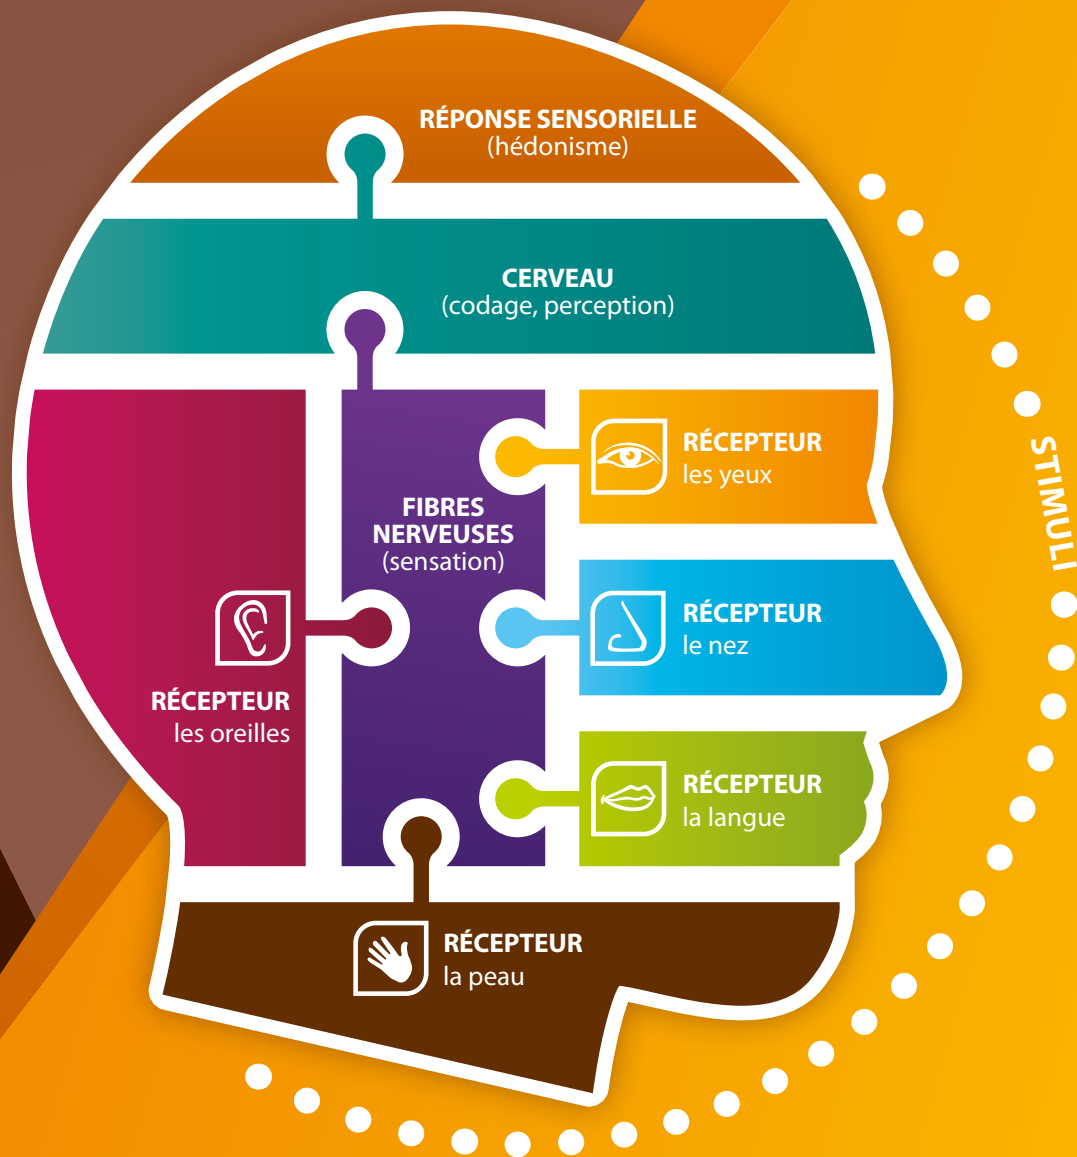 RÉPONSE SENSORIELLE
(hédonisme)
CERVEAU
(codage, perception)
RÉCEPTEUR
les yeux
STIMULI
FIBRES
NERVEUSES
(sensation)
RÉCEPTEUR
le nez
RÉCEPTEUR
les oreilles
RÉCEPTEUR
la langue
RÉCEPTEUR
la peau